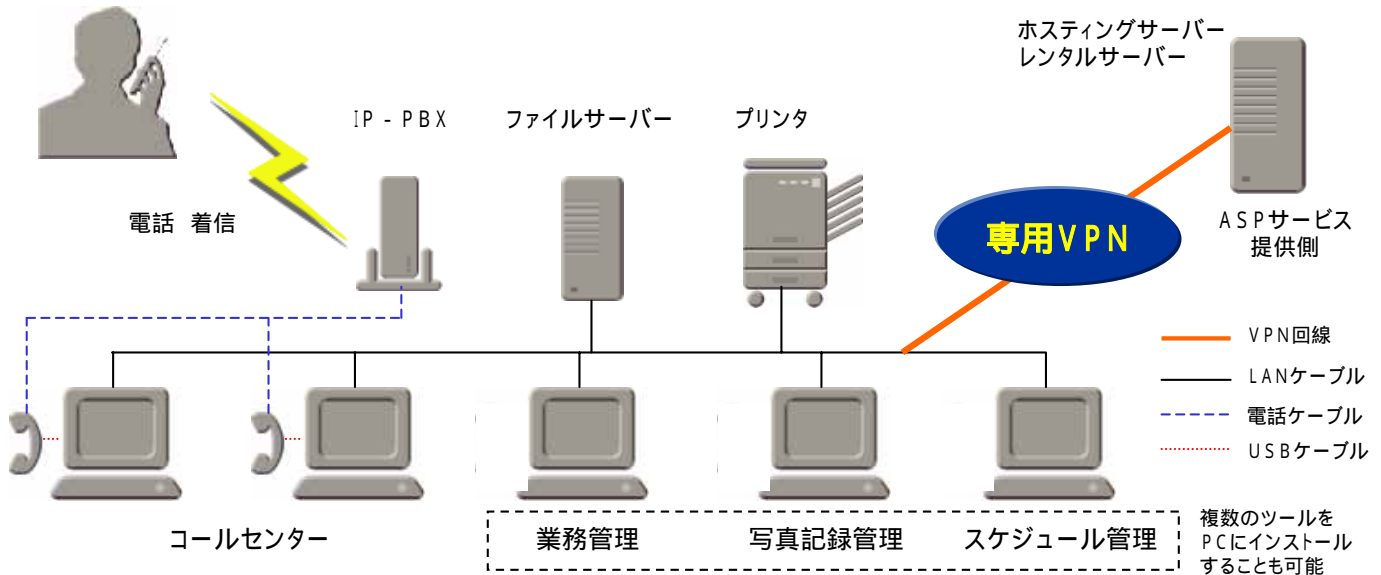 ホスティングサーバー
レンタルサーバー
IP-PBX
ファイルサーバー
プリンタ
電話 着信
専用VPN
ASPサービス
提供側
VPN回線
LANケーブル
電話ケーブル
USBケーブル
コールセンター
業務管理
写真記録管理
スケジュール管理
複数のツールを
PCにインストール
することも可能